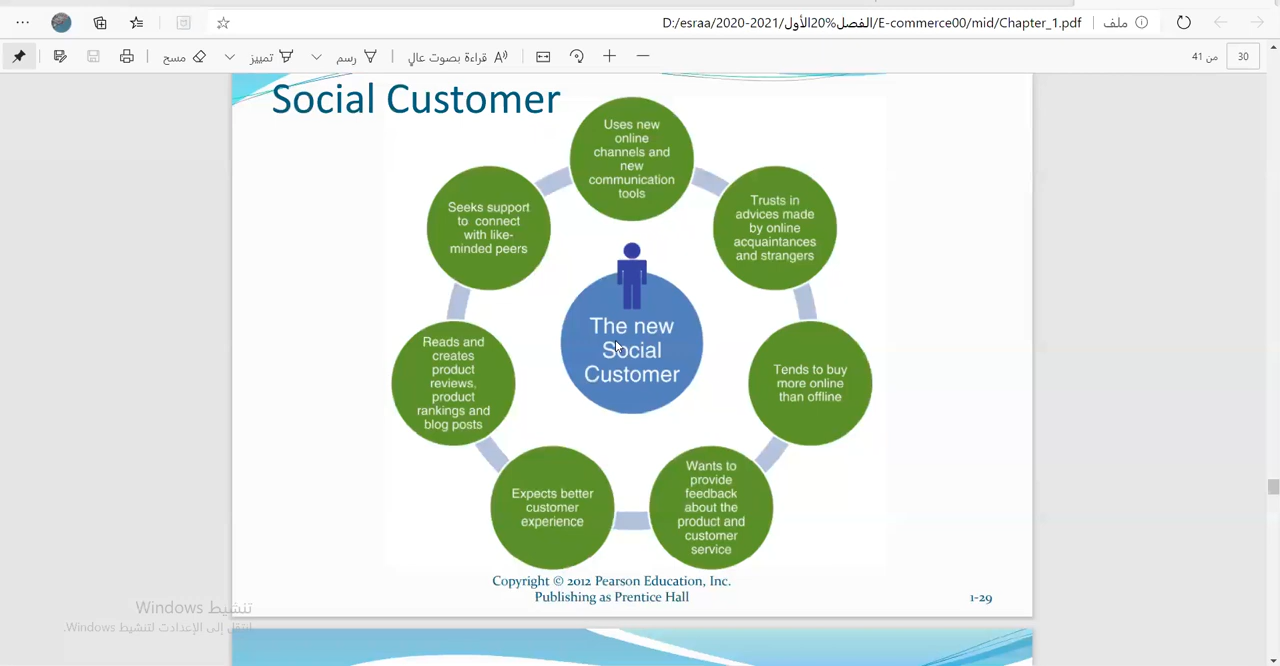 D:/esraa/2020-2021/الفصل%20الأول/E-commerce00/mid/Chapter_1.pdf
ملف
مسح
تمييز
رسم
قراءة بصوت عالٍ
30
من 41
Social Customer
Uses new
online
channels and
new
communication
tools
Trusts in
advices made
by online
acquaintances
and strangers
Tends to buy
more online
than offline
Wants to
provide
feedback
about the
product and
customer
service
Expects better
customer
experience
Reads and
creates
product
reviews,
product
rankings and
blog posts
Seeks support
to connect
with like-
minded peers
The new
Social
Customer
Copyright © 2012 Pearson Education, Inc.
Publishing as Prentice Hall
1-29
تنشيط Windows
انتقل إلى الإعدادات لتنشيط Windows.